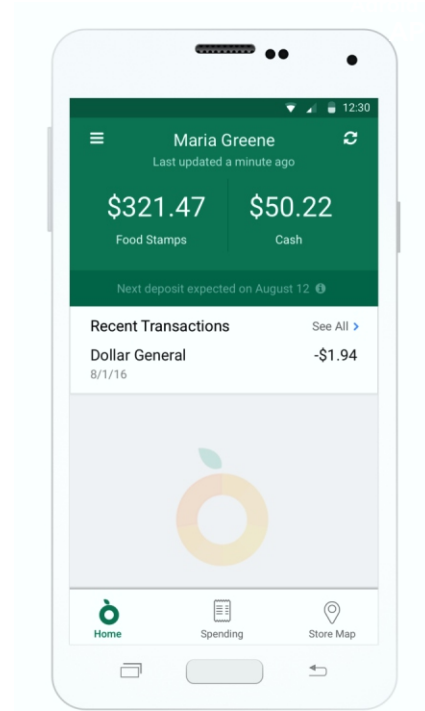 12:30
Maria Greene
Last updated a minute ago
$321.47 $50.22
Food Stamps Cash
Next deposit expected on August 12
Recent Transactions See All >
Dollar General -$1.94
8/1/16
Home Spending Store Map